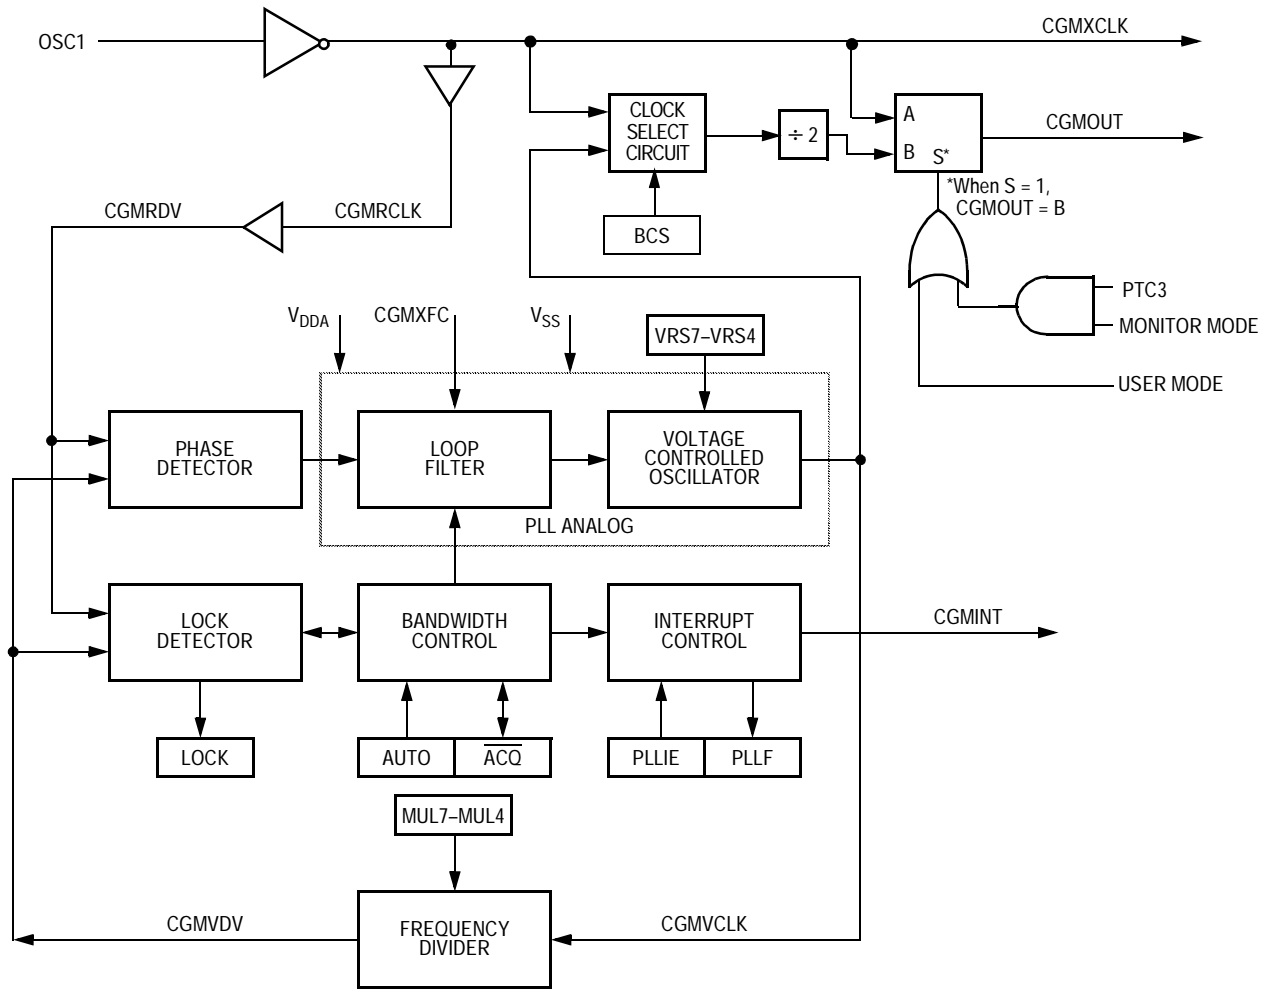 OSC1
CGMXCLK
CLOCK
SELECT
CIRCUIT
÷ 2
A
B
S*
CGMOUT
*When S = 1,
CGMOUT = B
BCS
CGMRDV
CGMRCLK
PTC3
MONITOR MODE
USER MODE
VDDA
CGMXFC
VSS
VRS7–VRS4
PHASE
DETECTOR
LOOP
FILTER
VOLTAGE
CONTROLLED
OSCILLATOR
PLL ANALOG
LOCK
DETECTOR
BANDWIDTH
CONTROL
INTERRUPT
CONTROL
CGMINT
LOCK
AUTO
ACQ
PLLIE
PLLF
MUL7–MUL4
CGMVDV
FREQUENCY
DIVIDER
CGMVCLK